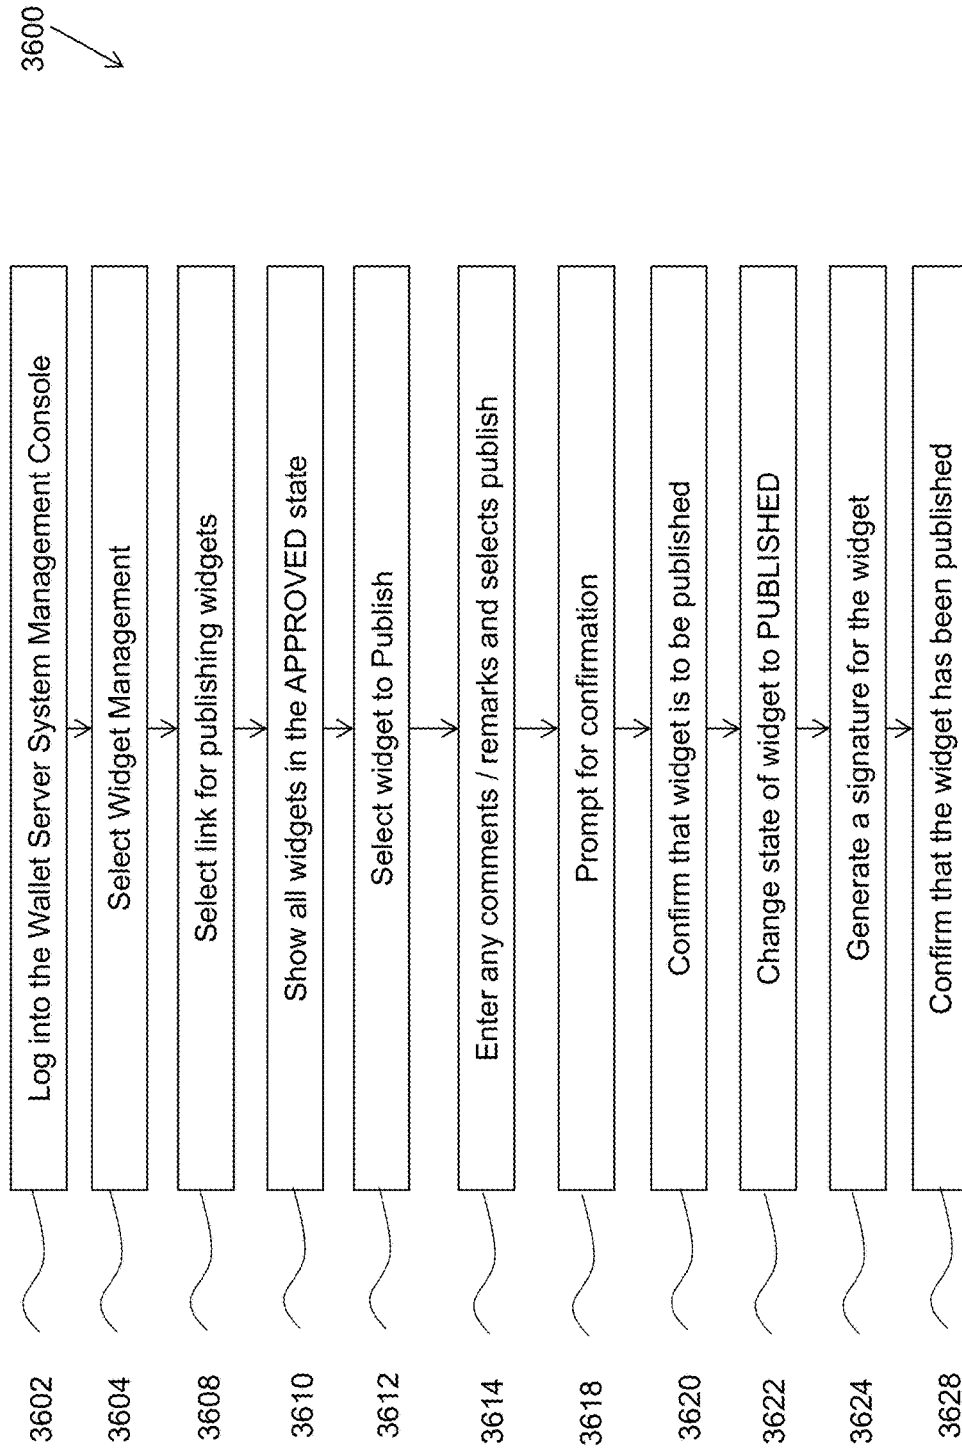 3600
3602
Log into the Wallet Server System Management Console
3604
Select Widget Management
3608
Select link for publishing widgets
3610
Show all widgets in the APPROVED state
3612
Select widget to Publish
3614
Enter any comments / remarks and selects publish
3618
Prompt for confirmation
3620
Confirm that widget is to be published
3622
Change state of widget to PUBLISHED
3624
Generate a signature for the widget
3628
Confirm that the widget has been published